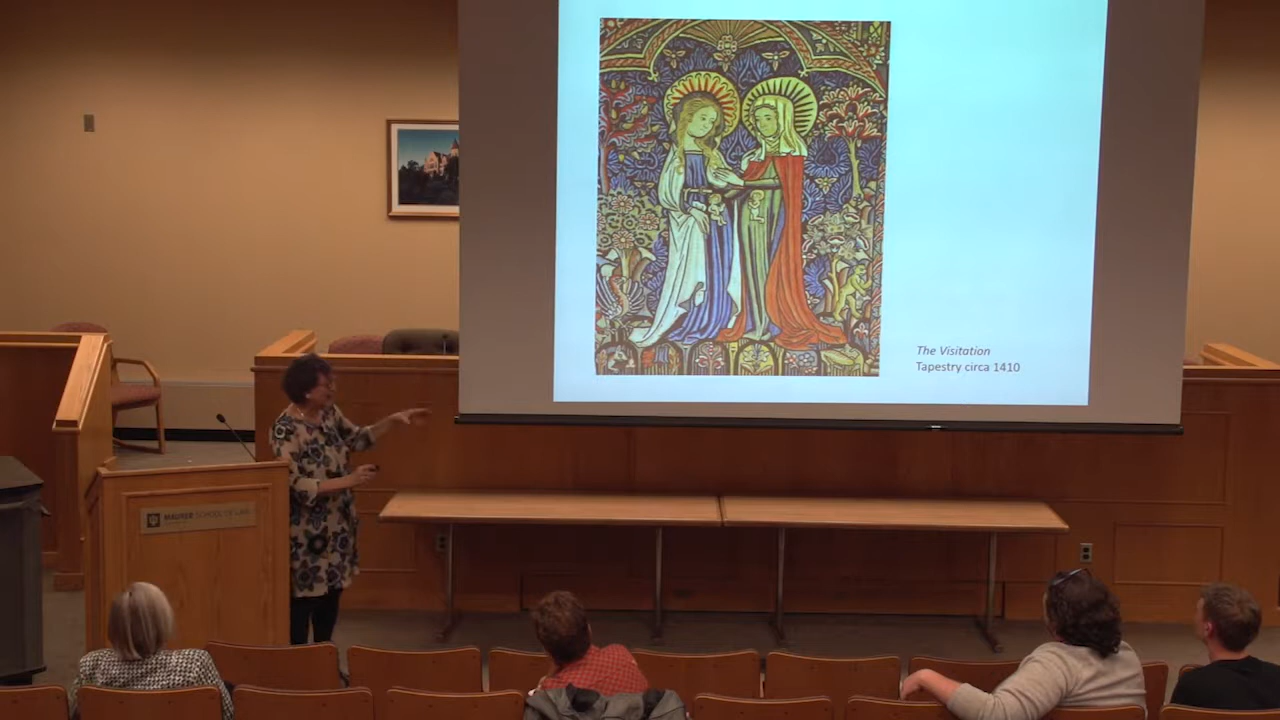 The Visitation
Tapestry circa 1410
MAURER SCHOOL OF LAW